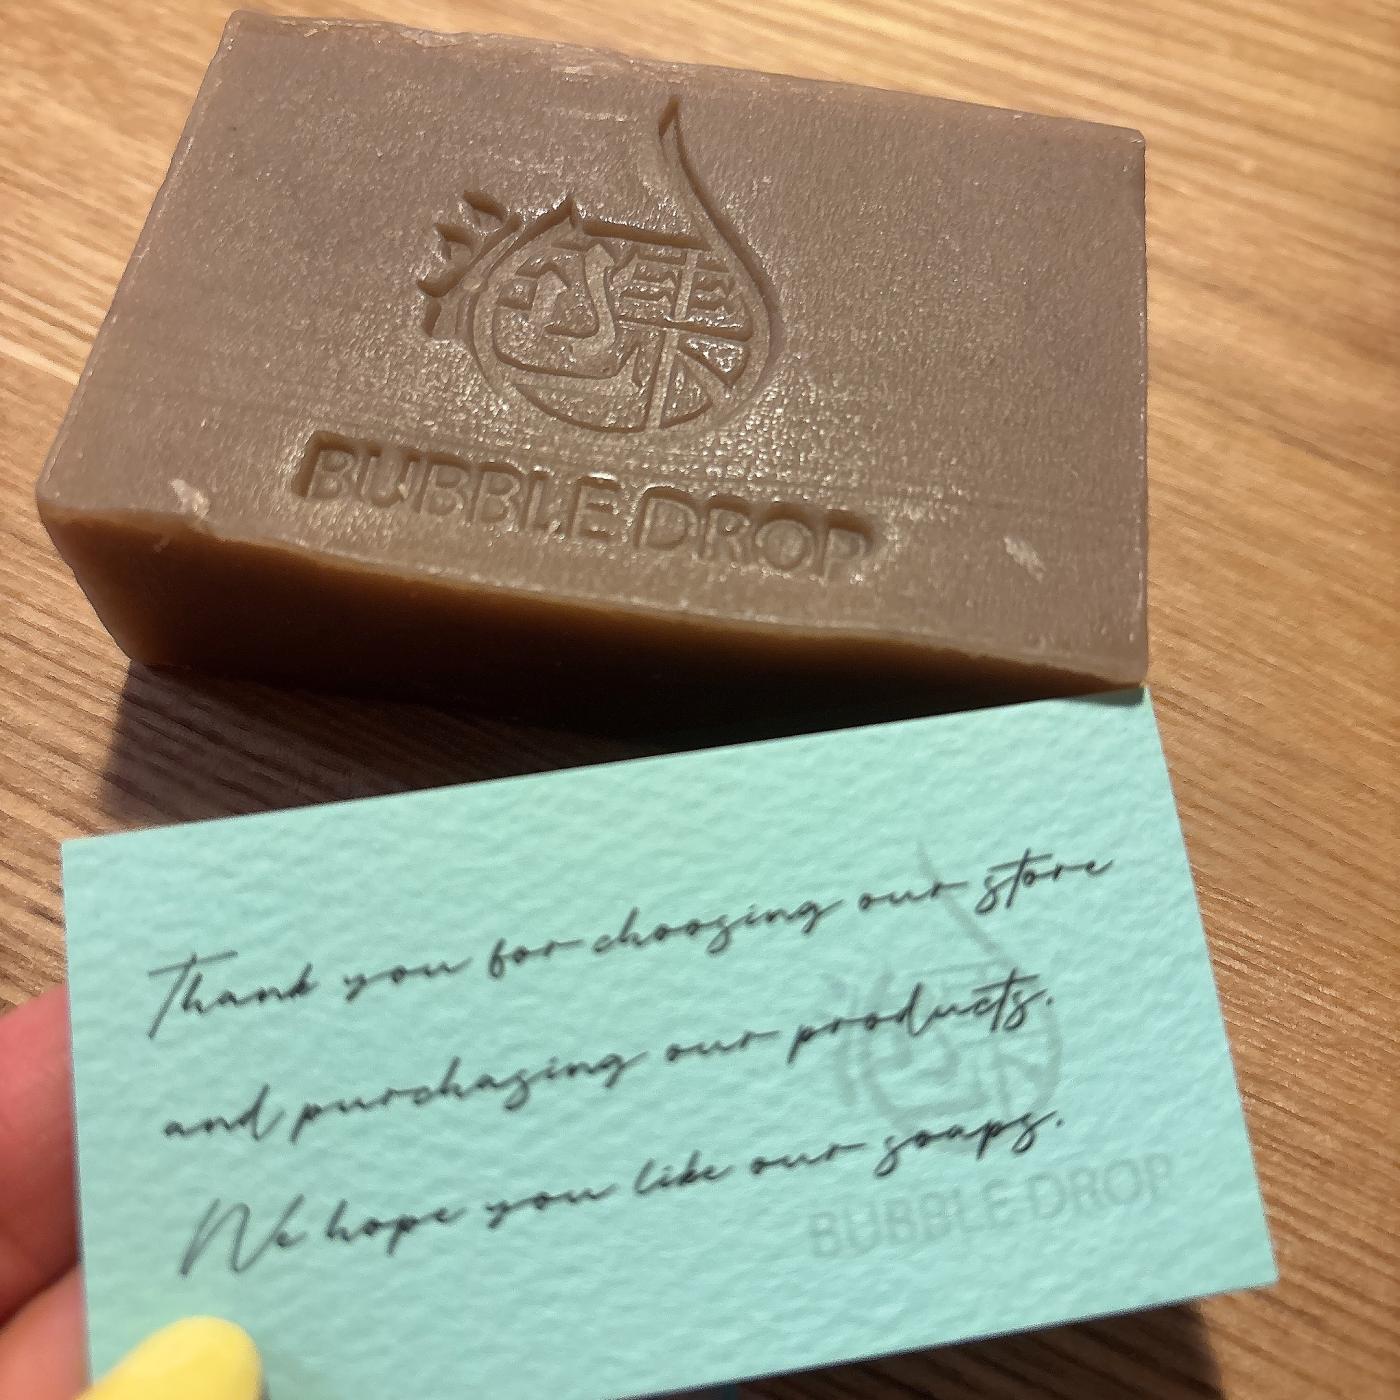 BUBBLE DROP
Thank you for choosing our store
and purchasing our products.
We hope you like our soaps.
BUBBLE DROP